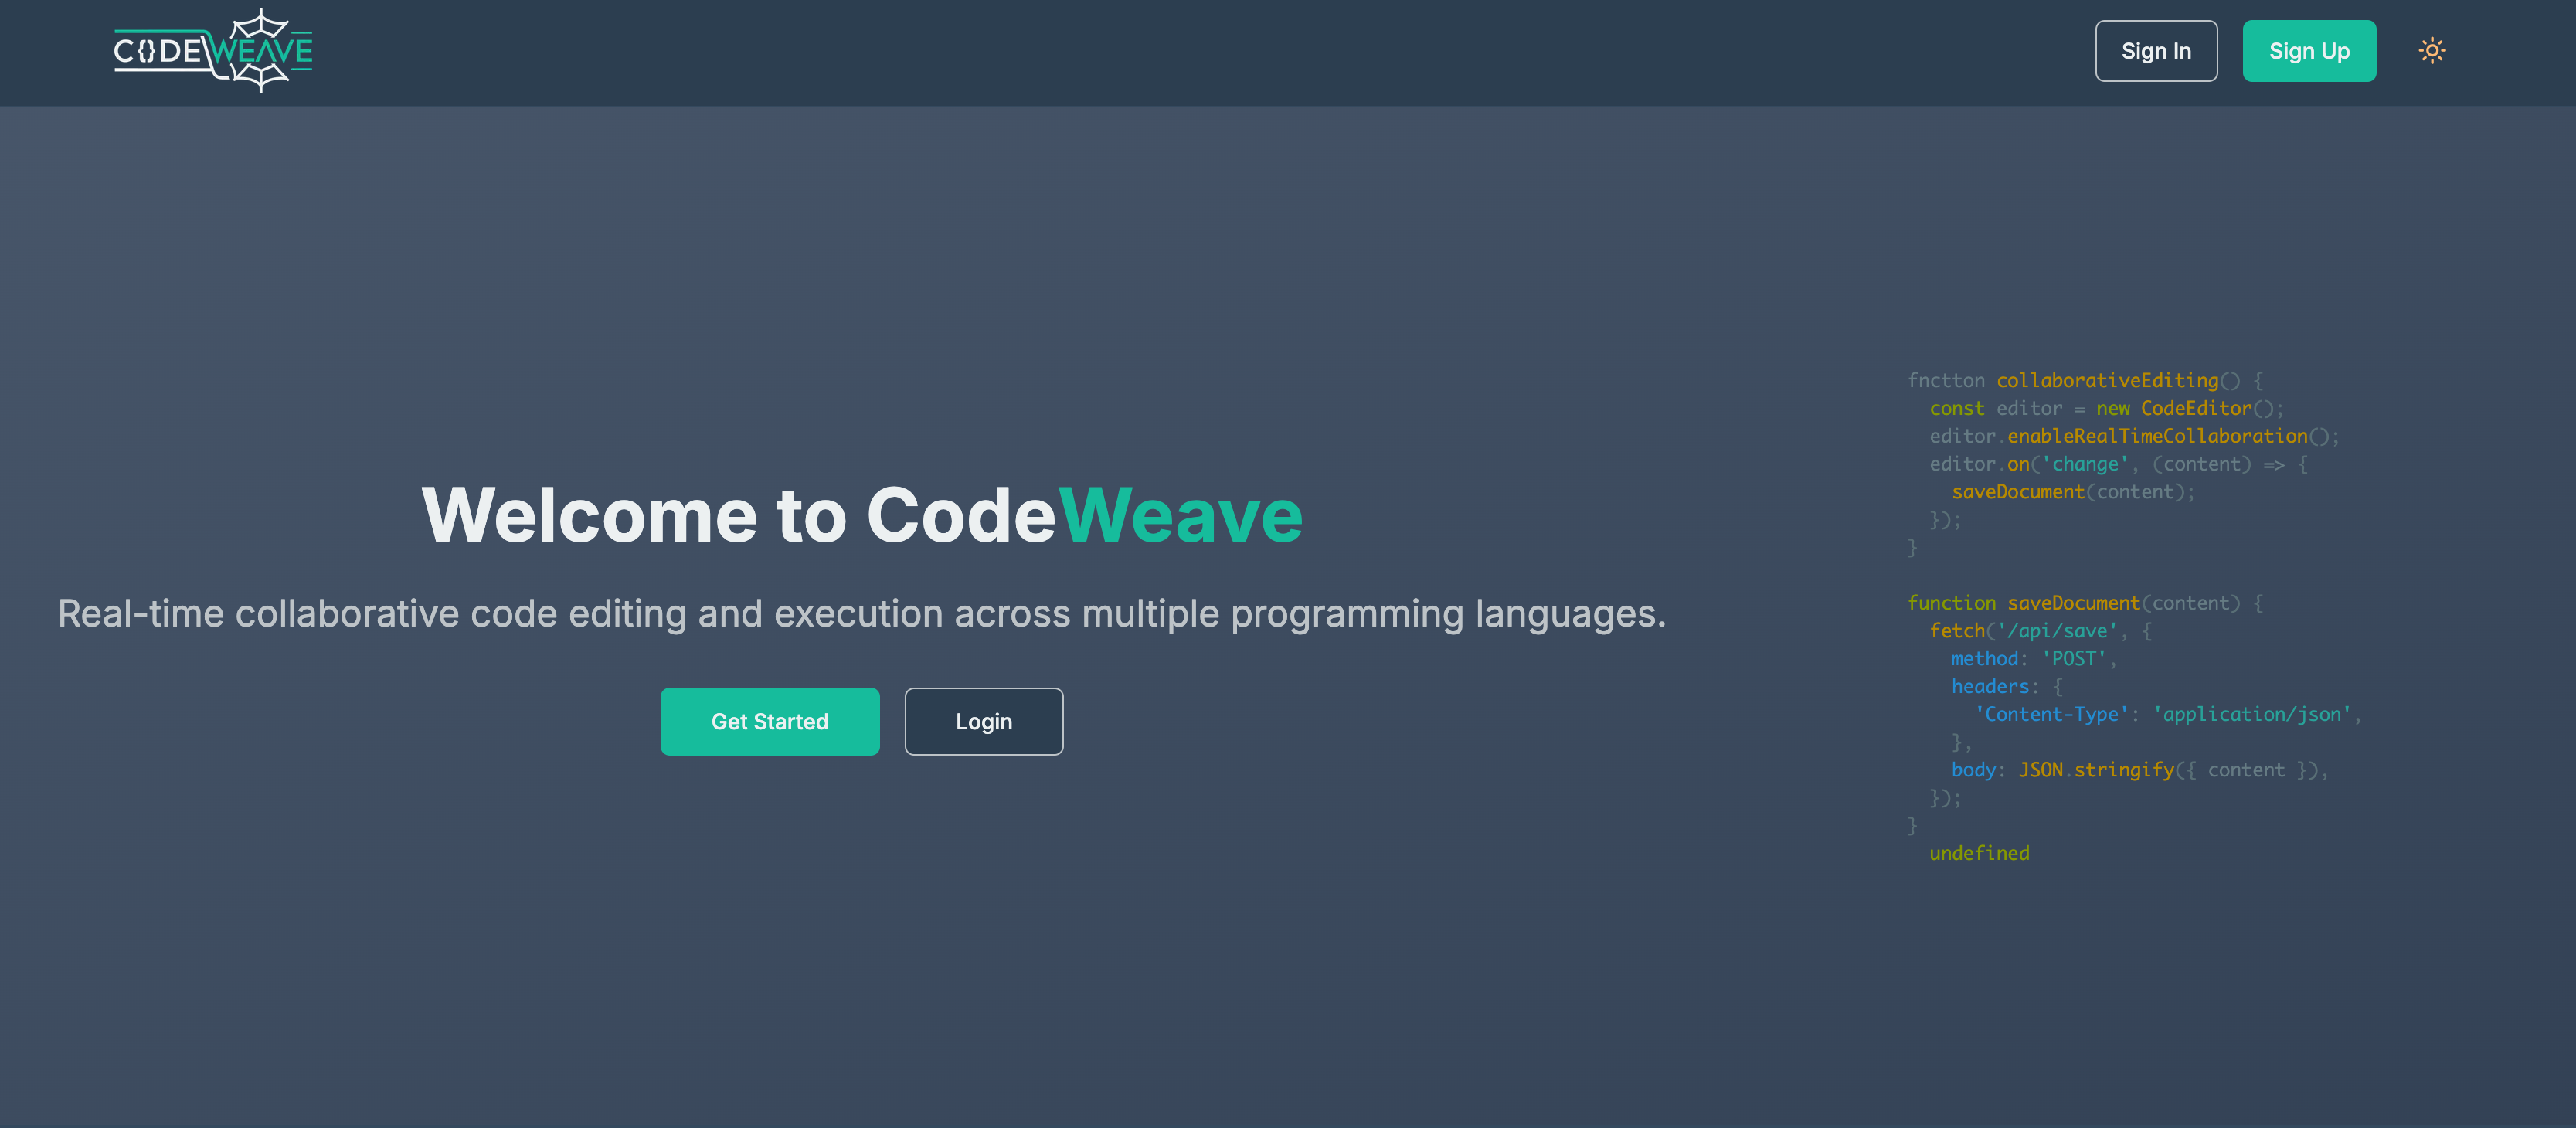 C{}DEWEAVE
Sign In
Sign Up
Welcome to CodeWeave
Real-time collaborative code editing and execution across multiple programming languages.
Get Started
Login
fnctton collaborativeEditing() {
  const editor = new CodeEditor();
  editor.enableRealTimeCollaboration();
  editor.on('change', (content) => {
    saveDocument(content);
  });
}

function saveDocument(content) {
  fetch('/api/save', {
    method: 'POST',
    headers: {
      'Content-Type': 'application/json',
    },
    body: JSON.stringify({ content }),
  });
}
  undefined